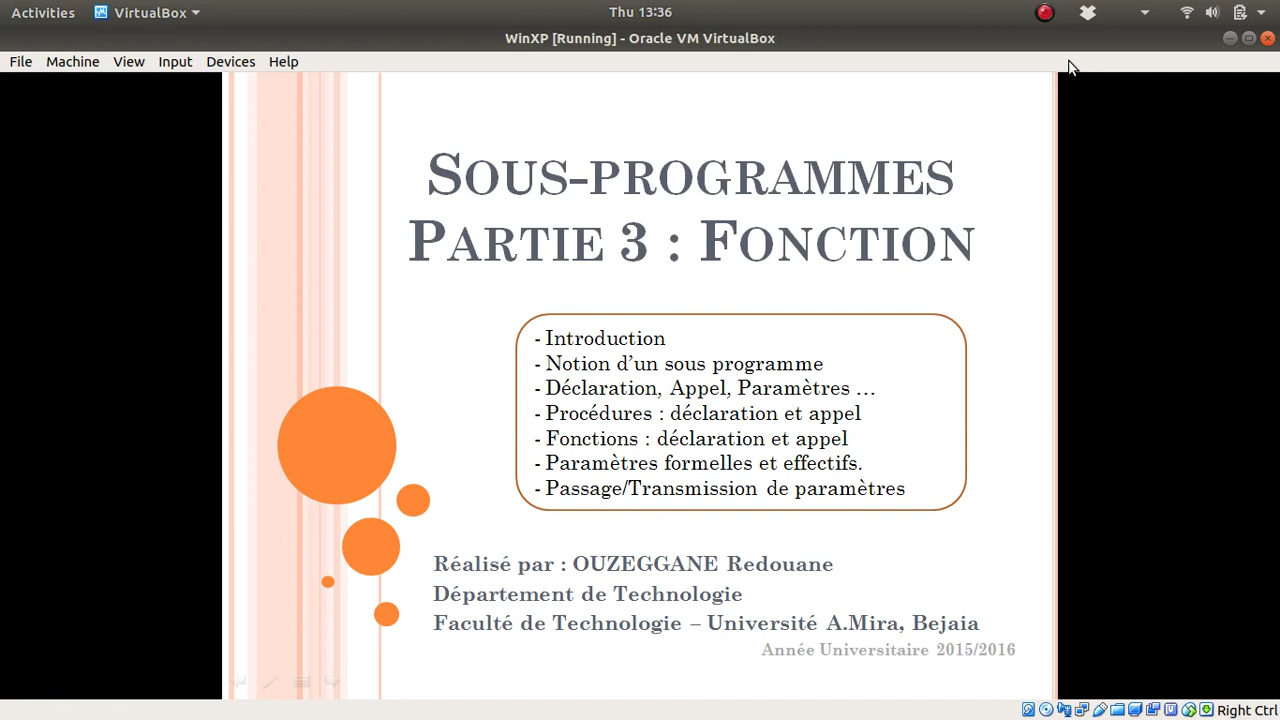 Activities VirtualBox Thu 13:36
WinXP [Running] - Oracle VM VirtualBox
File Machine View Input Devices Help
SOUS-PROGRAMMES
PARTIE 3 : FONCTION
- Introduction
- Notion d’un sous programme
- Déclaration, Appel, Paramètres …
- Procédures : déclaration et appel
- Fonctions : déclaration et appel
- Paramètres formelles et effectifs.
- Passage/Transmission de paramètres
Réalisé par : OUZEGGANE Redouane
Département de Technologie
Faculté de Technologie – Université A.Mira, Bejaia
Année Universitaire 2015/2016
Right Ctrl